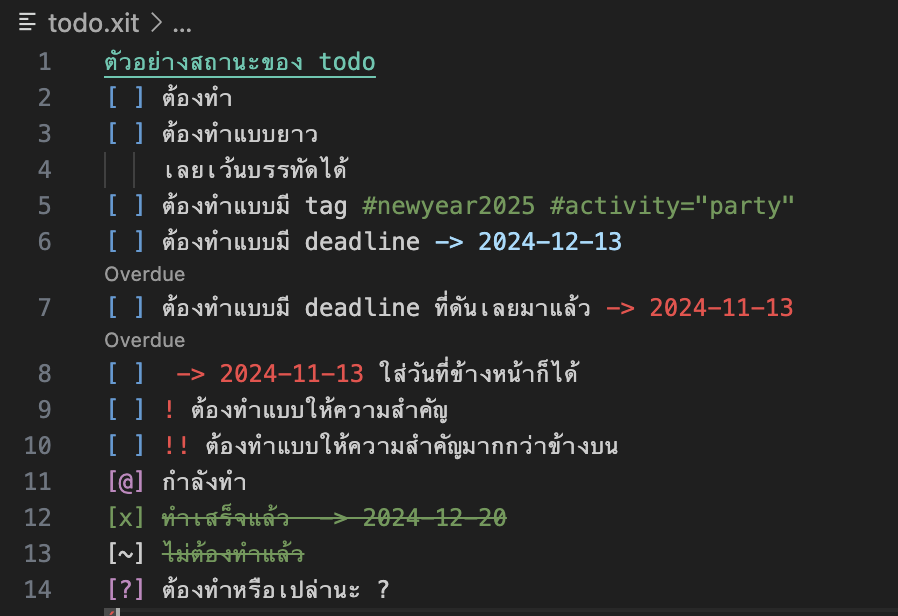 todo.xit > ...
1 ตัวอย่างสถานะของ todo
2 [ ] ต้องทำ
3 [ ] ต้องทำแบบยาว
4 เลยเว้นบรรทัดได้
5 [ ] ต้องทำแบบมี tag #newyear2025 #activity="party"
6 [ ] ต้องทำแบบมี deadline -> 2024-12-13
Overdue
7 [ ] ต้องทำแบบมี deadline ที่ดันเลยมาแล้ว -> 2024-11-13
Overdue
8 [ ] -> 2024-11-13 ใส่วันที่ข้างหน้าก็ได้
9 [ ] ! ต้องทำแบบให้ความสำคัญ
10 [ ] !! ต้องทำแบบให้ความสำคัญมากกว่าข้างบน
11 [@] กำลังทำ
12 [x] ทำเสร็จแล้ว -> 2024-12-20
13 [~] ไม่ต้องทำแล้ว
14 [?] ต้องทำหรือเปล่านะ ?